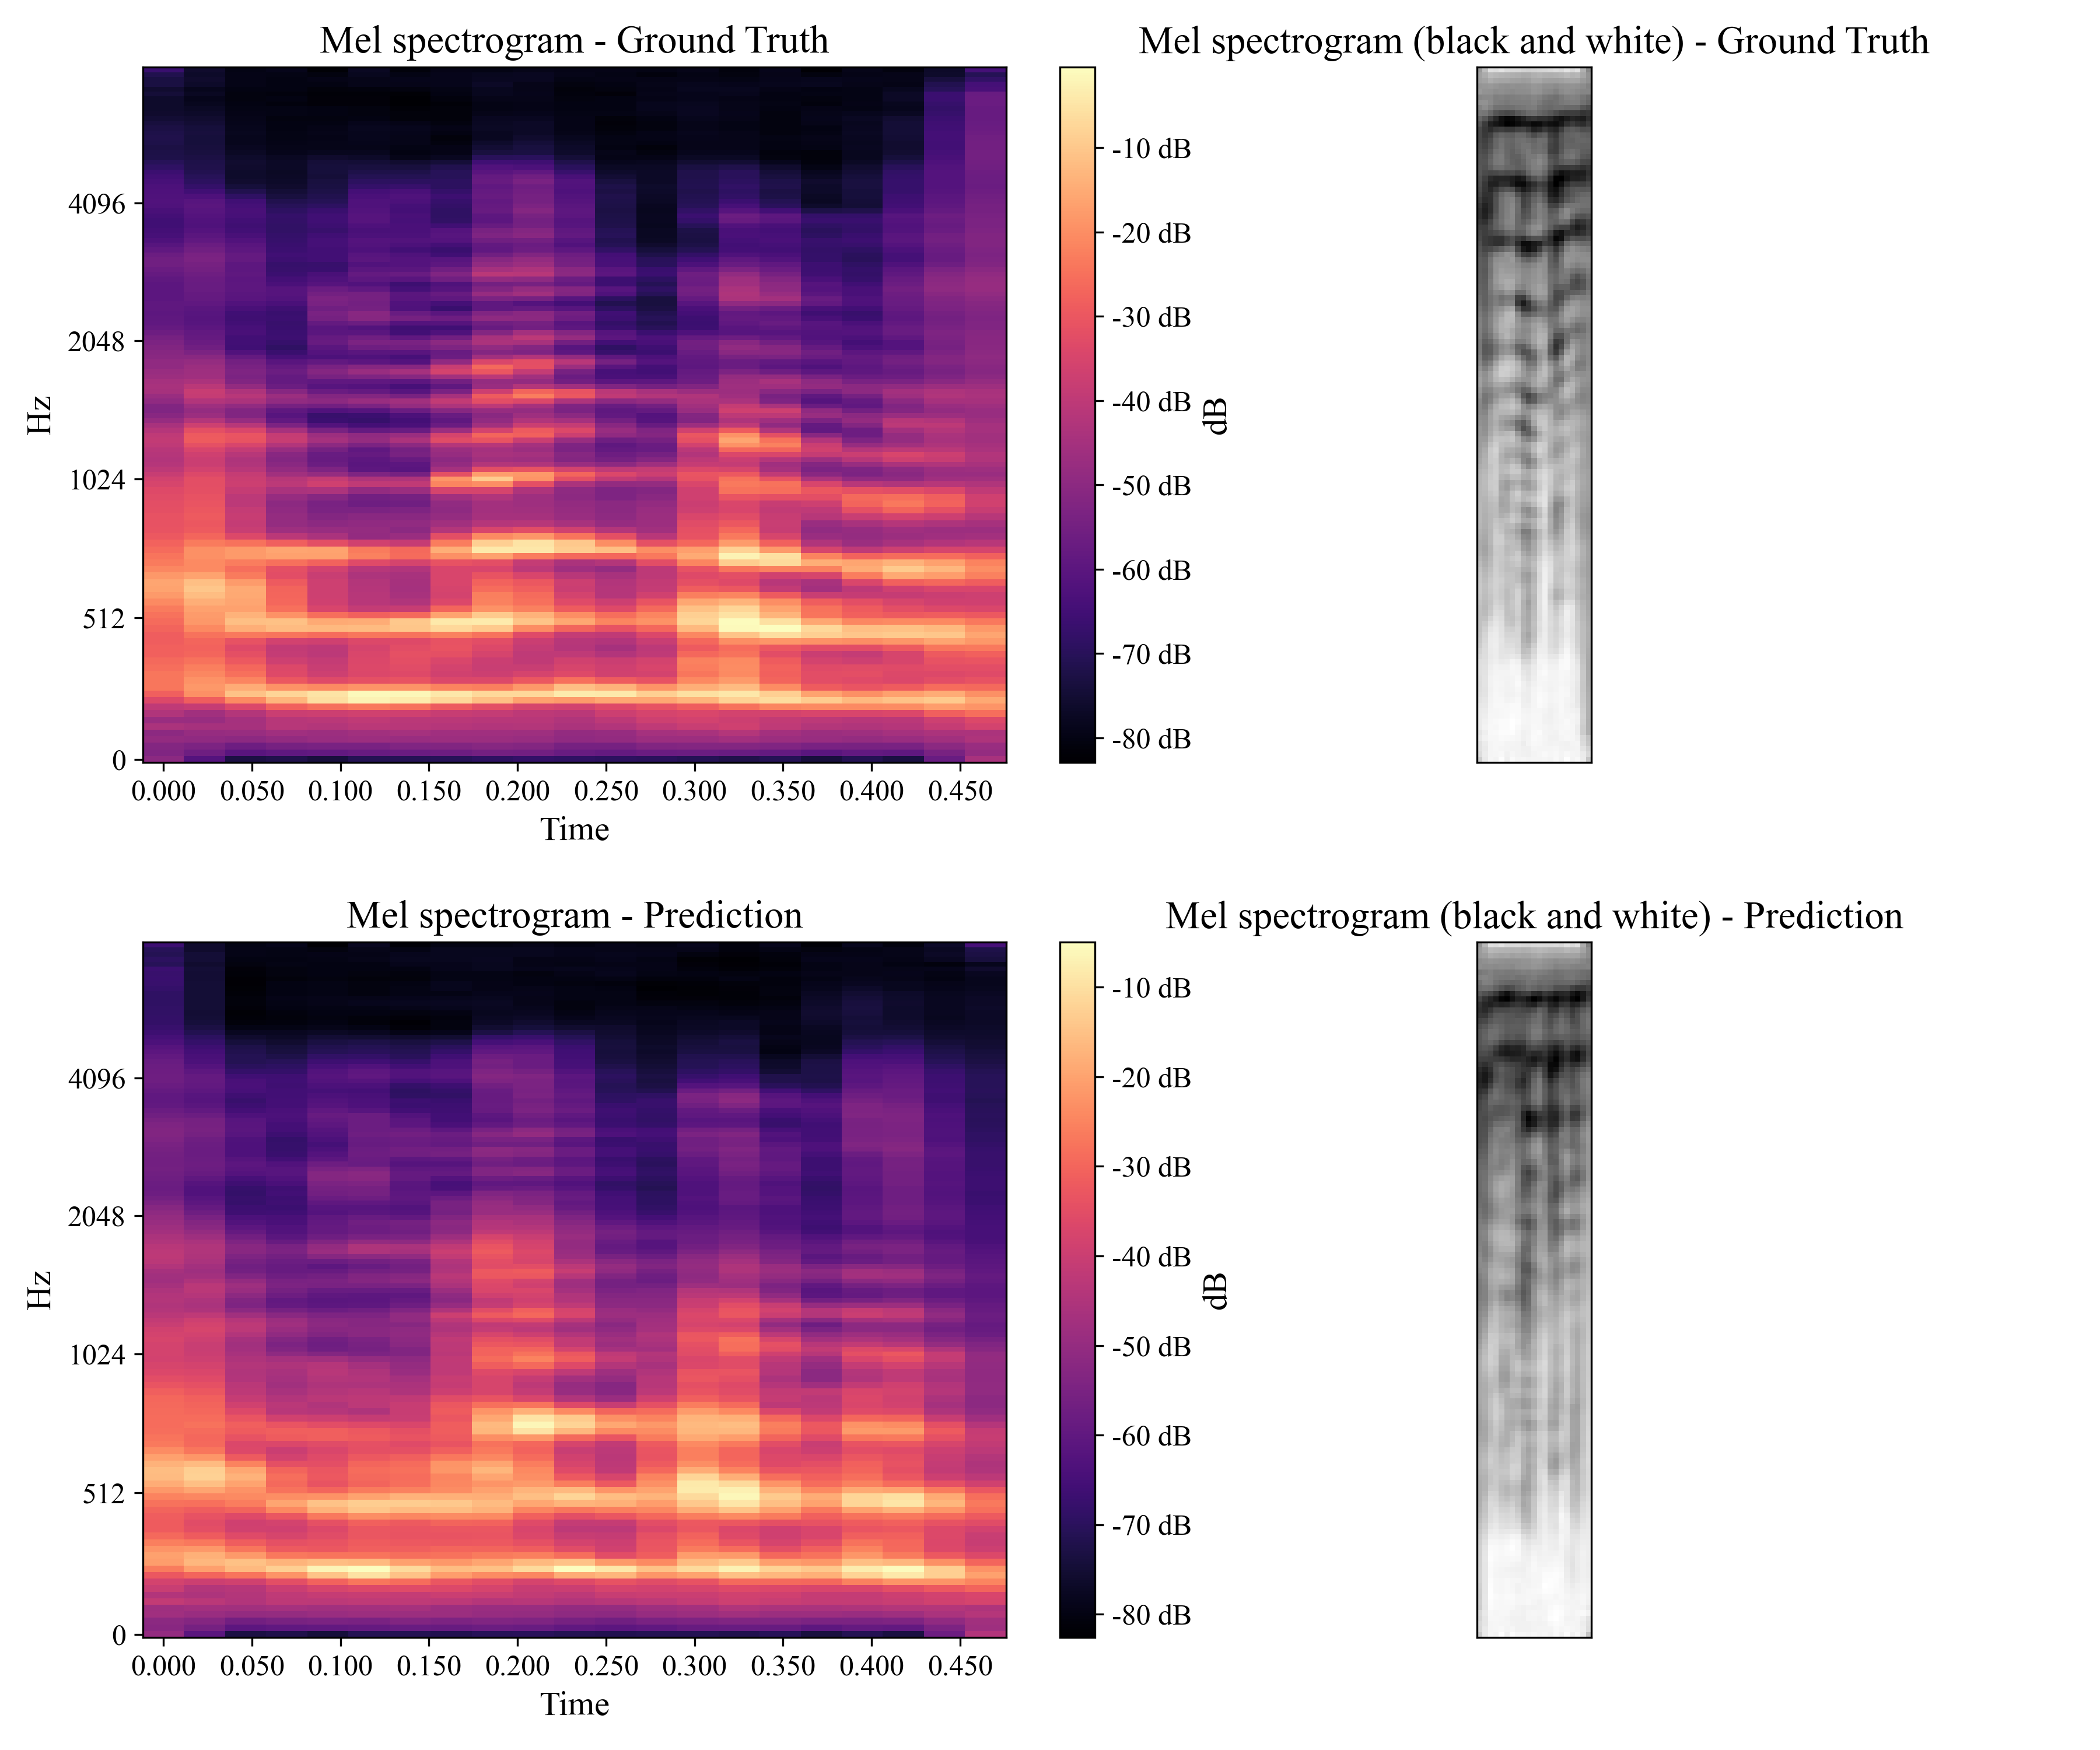 Mel spectrogram - Ground Truth
Hz
4096
2048
1024
512
0
0.000 0.050 0.100 0.150 0.200 0.250 0.300 0.350 0.400 0.450
Time
-10 dB
-20 dB
-30 dB
-40 dB
-50 dB
-60 dB
-70 dB
-80 dB
dB
Mel spectrogram (black and white) - Ground Truth
Mel spectrogram - Prediction
Hz
4096
2048
1024
512
0
0.000 0.050 0.100 0.150 0.200 0.250 0.300 0.350 0.400 0.450
Time
-10 dB
-20 dB
-30 dB
-40 dB
-50 dB
-60 dB
-70 dB
-80 dB
dB
Mel spectrogram (black and white) - Prediction